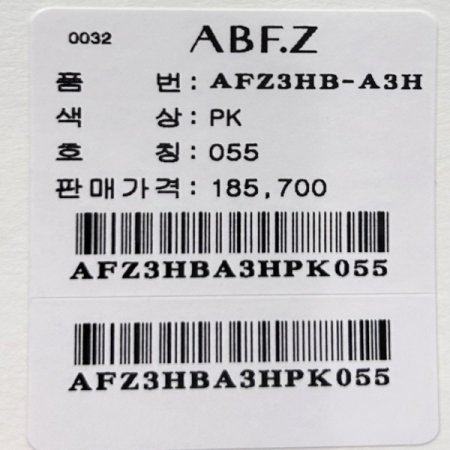 0032 ABF.Z
품 번 : AFZ3HB-A3H
색 상 : PK
호 칭 : 055
판매가격 : 185,700
AFZ3HBA3HPK055
AFZ3HBA3HPK055